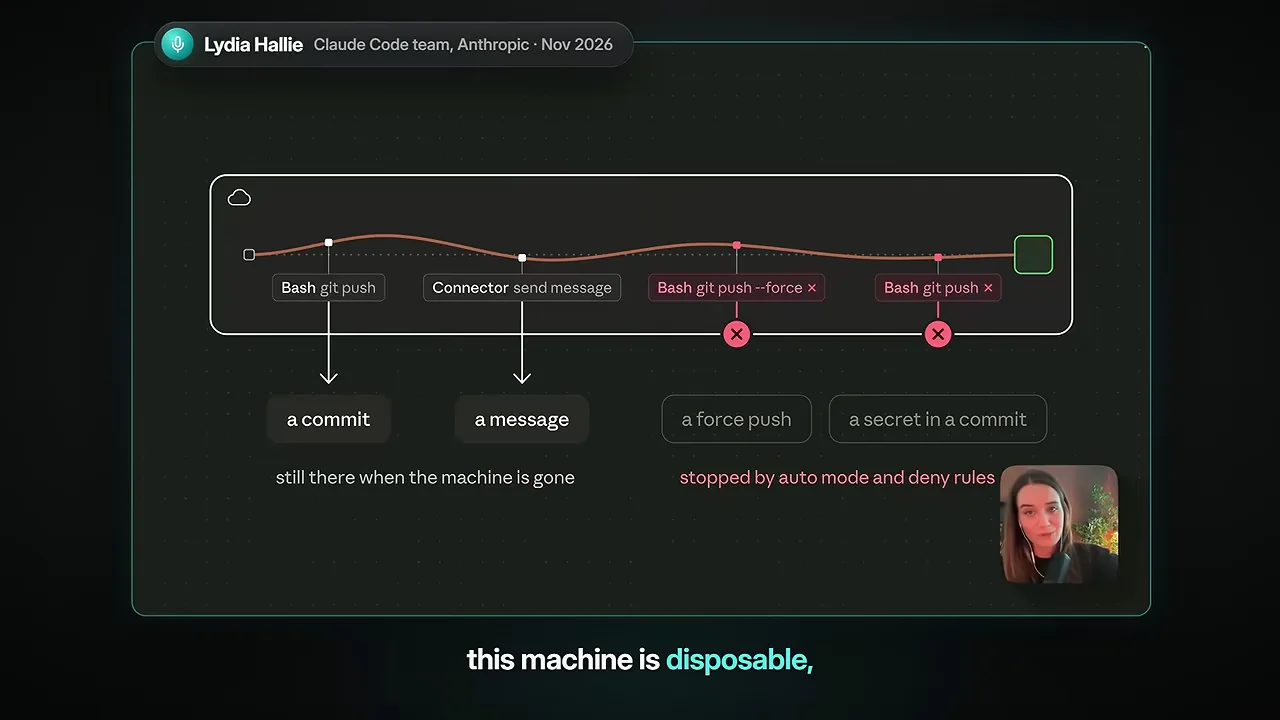 Lydia Hallie Claude Code team, Anthropic · Nov 2026
Bash git push
Connector send message
Bash git push --force ×
Bash git push ×
a commit
a message
a force push
a secret in a commit
still there when the machine is gone
stopped by auto mode and deny rules
this machine is disposable,